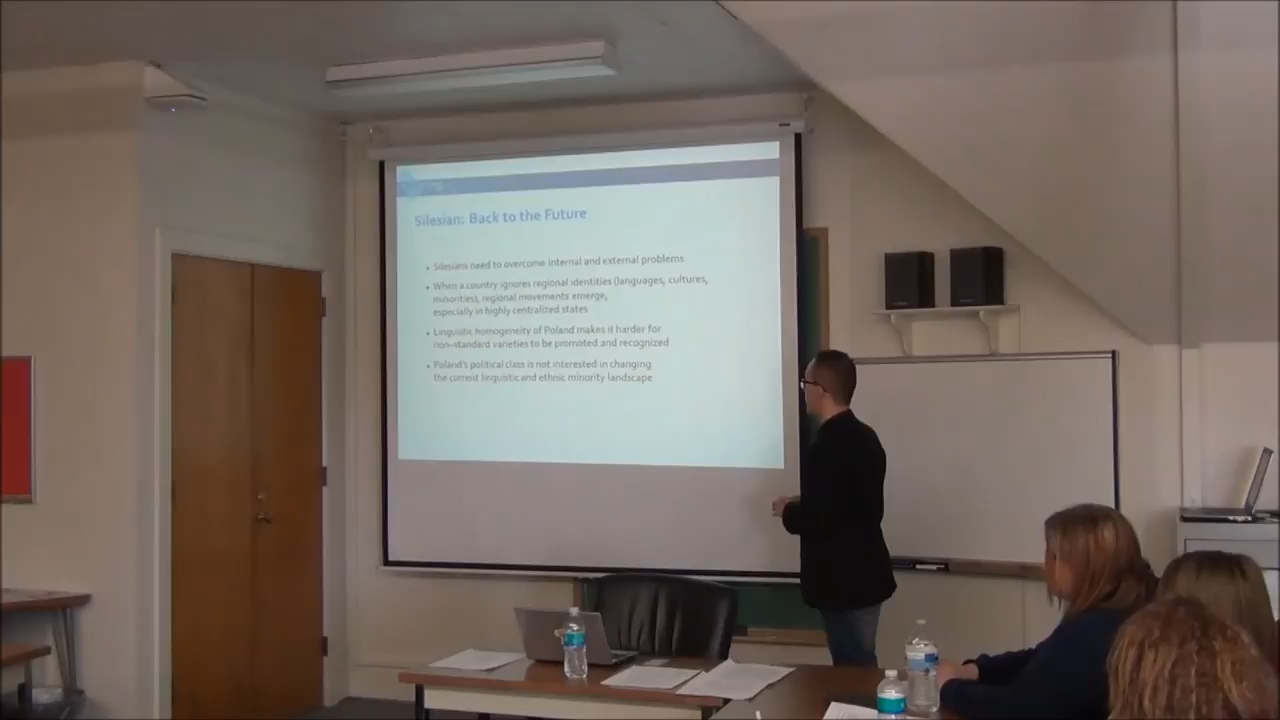 Silesian: Back to the Future
• Silesians need to overcome internal and external problems
• When a country ignores regional identities (languages, cultures,
minorities), regional movements emerge,
especially in highly centralized states
• Linguistic homogeneity of Poland makes it harder for
non-standard varieties to be promoted and recognized
• Poland's political class is not interested in changing
the current linguistic and ethnic minority landscape